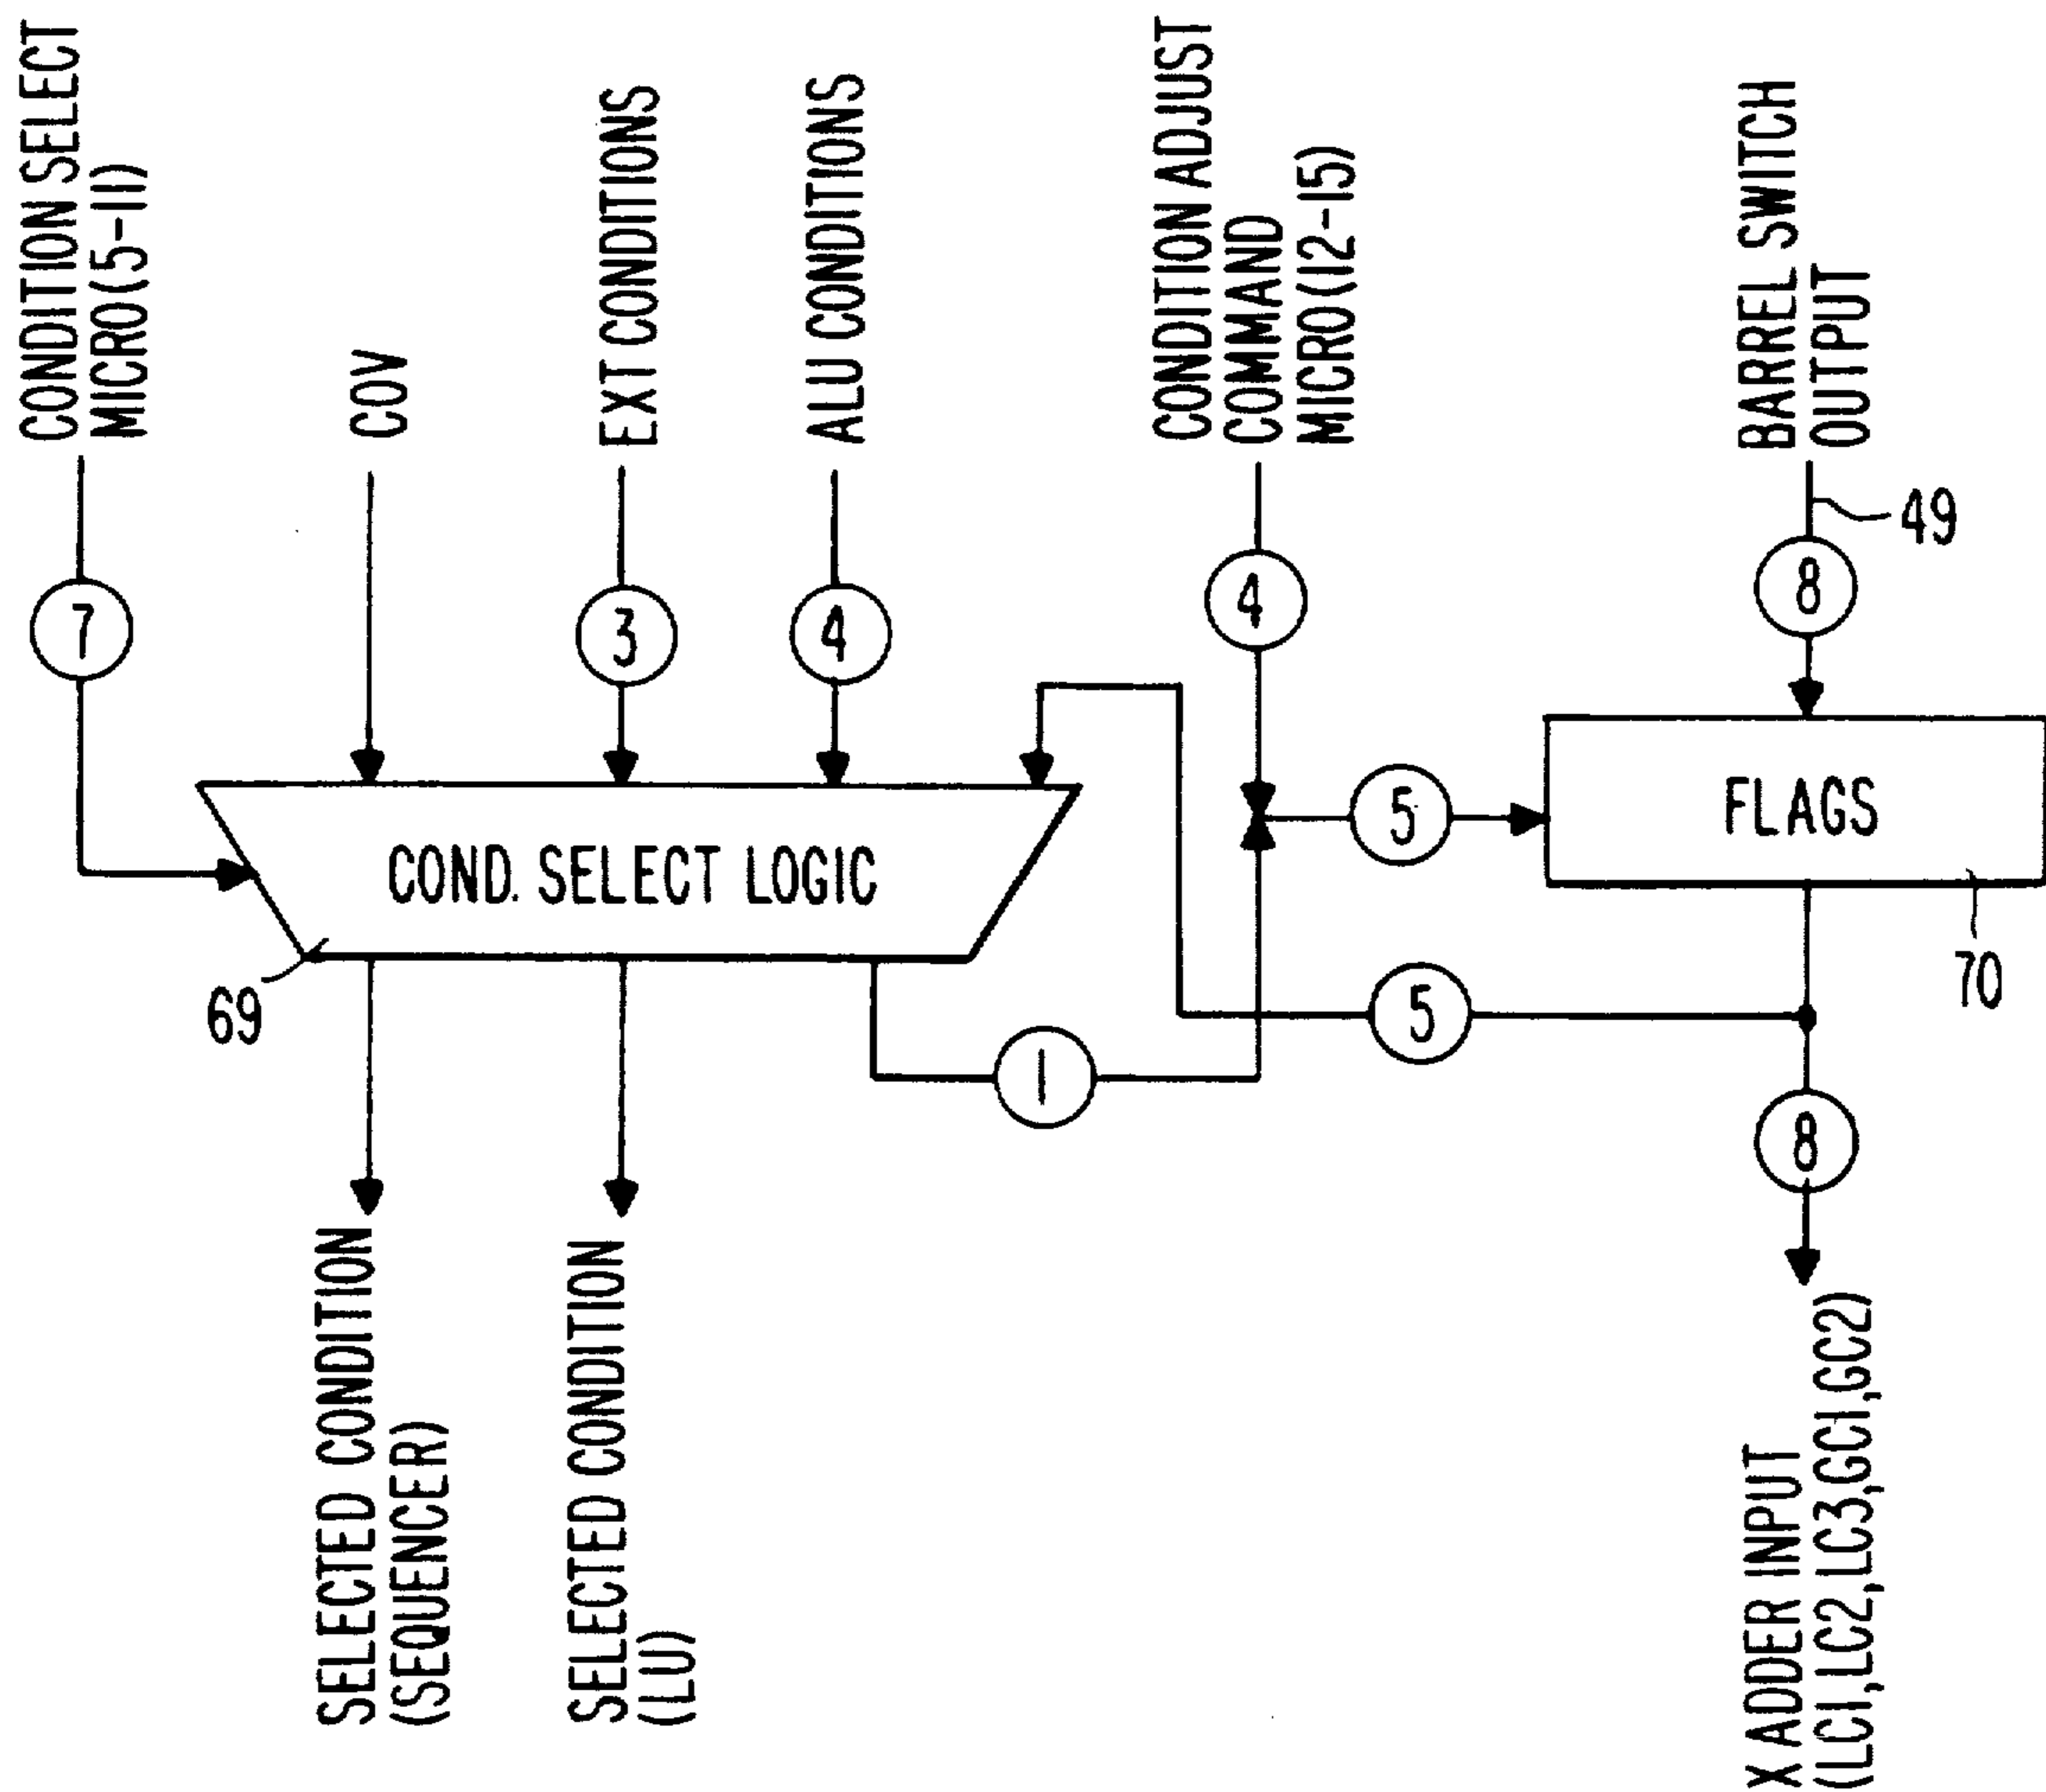 CONDITION SELECT
MICRO(5-11)
COV
EXT CONDITIONS
ALU CONDITIONS
CONDITION ADJUST
COMMAND
MICRO(12-15)
BARREL SWITCH
OUTPUT
49
7
3
4
4
8
COND. SELECT LOGIC
5
FLAGS
69
70
1
5
8
SELECTED CONDITION
(SEQUENCER)
SELECTED CONDITION
(LU)
X ADDER INPUT
(LC1,LC2,LC3,GC1,GC2)